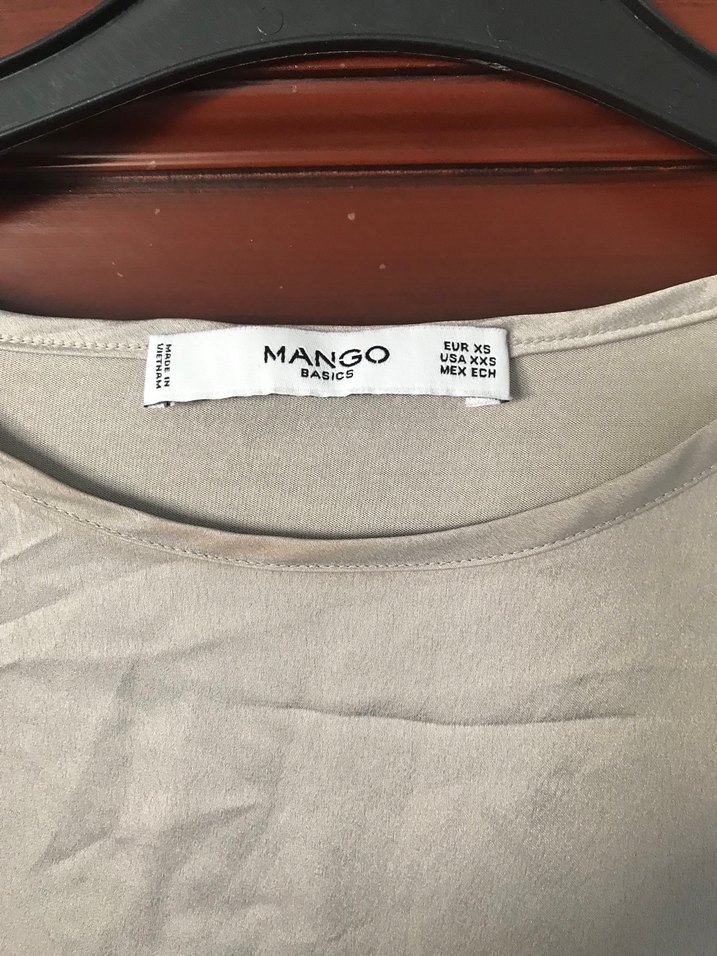 MADE IN
VIETNAM
MANGO
BASICS
EUR XS
USA XXS
MEX ECH